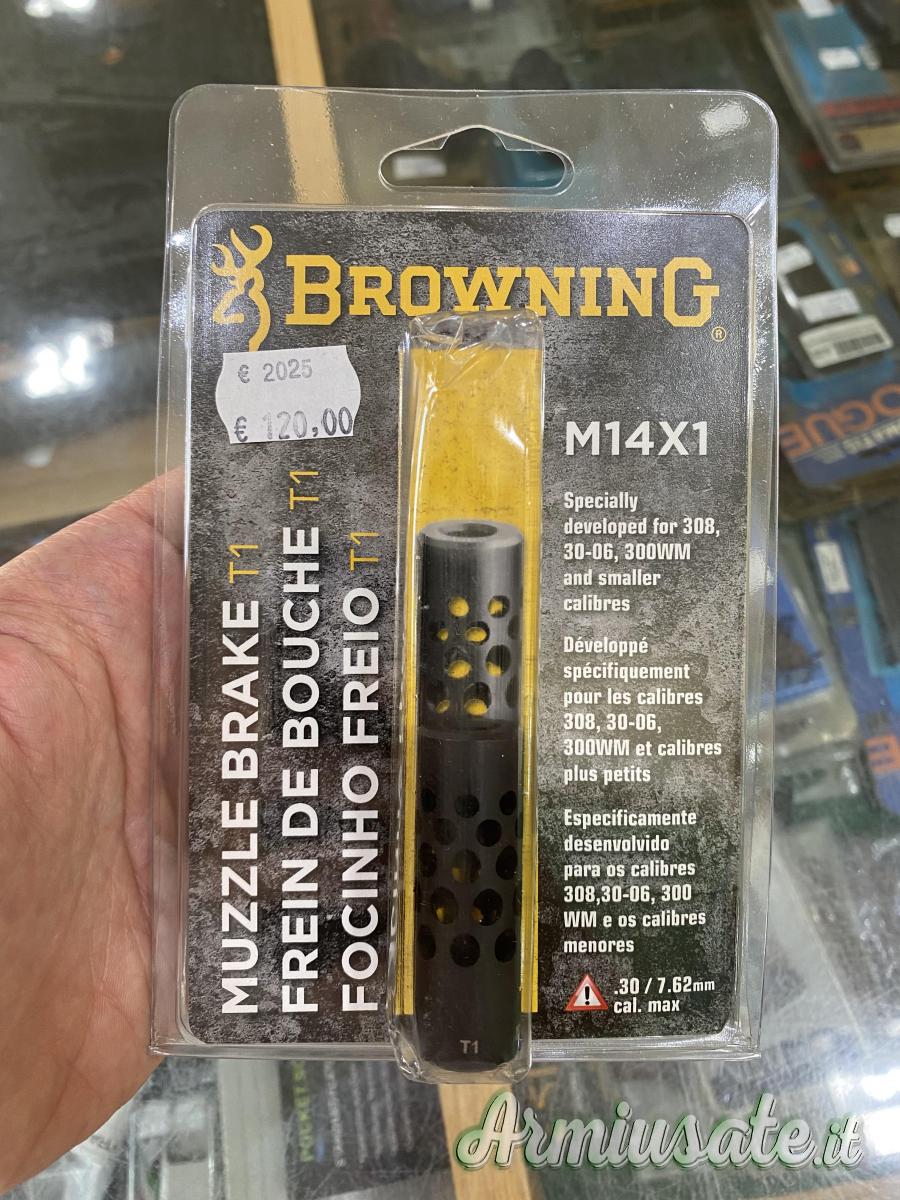 BROWNING®
€ 2025
€ 120,00
MUZZLE BRAKE T1
FREIN DE BOUCHE T1
FOCINHO FREIO T1
M14X1
Specially
developed for 308,
30-06, 300WM
and smaller
calibres
Développé
spécifiquement
pour les calibres
308, 30-06,
300WM et calibres
plus petits
Especificamente
desenvolvido
para os calibres
308,30-06, 300
WM e os calibres
menores
.30 / 7.62mm
cal. max
T1
OGUE
POCKET
Armiusate.it